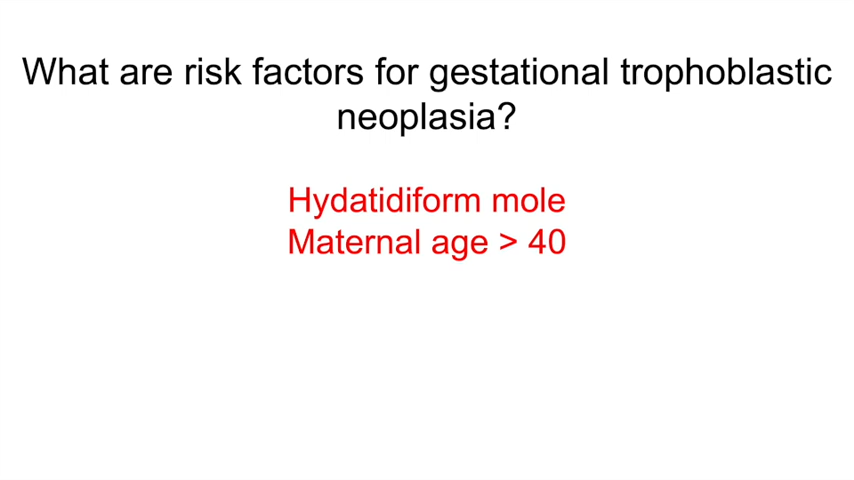 What are risk factors for gestational trophoblastic
neoplasia?
Hydatidiform mole
Maternal age > 40